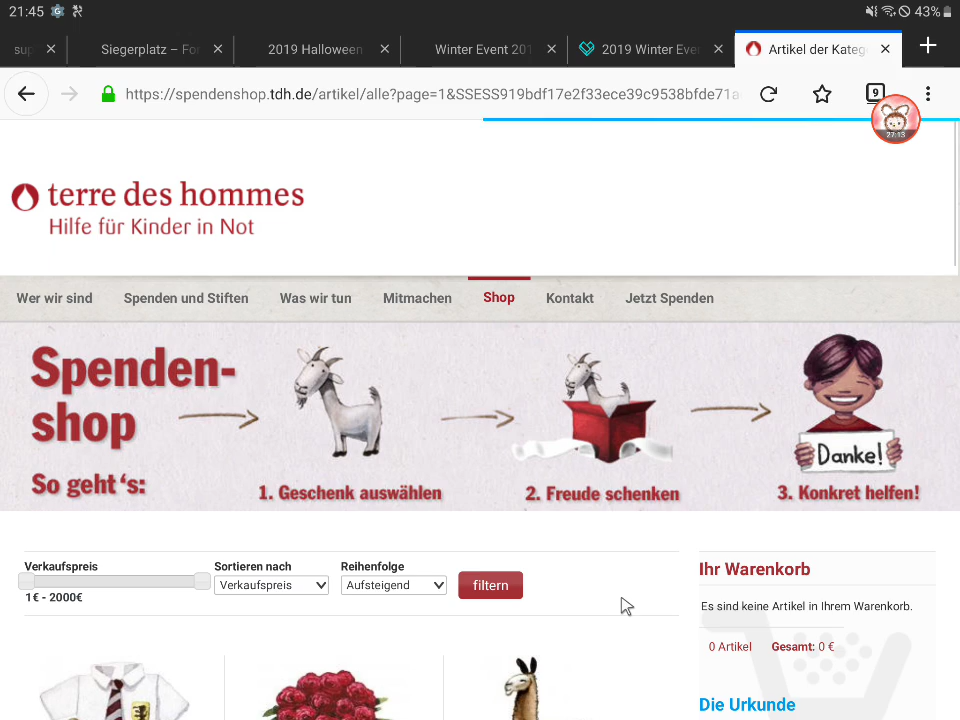 21:45
43%
Siegerplatz – Fo
2019 Halloween
Winter Event 201
2019 Winter Eve
Artikel der Kateg
https://spendenshop.tdh.de/artikel/alle?page=1&SSESS919bdf17e2f33ece39c9538bfde71a
9
27:13
terre des hommes
Hilfe für Kinder in Not
Wer wir sind
Spenden und Stiften
Was wir tun
Mitmachen
Shop
Kontakt
Jetzt Spenden
Spenden-
shop
So geht's:
1. Geschenk auswählen
2. Freude schenken
Danke!
3. Konkret helfen!
Verkaufspreis
1€ - 2000€
Sortieren nach
Verkaufspreis
Reihenfolge
Aufsteigend
filtern
Ihr Warenkorb
Es sind keine Artikel in Ihrem Warenkorb.
0 Artikel
Gesamt: 0 €
Die Urkunde